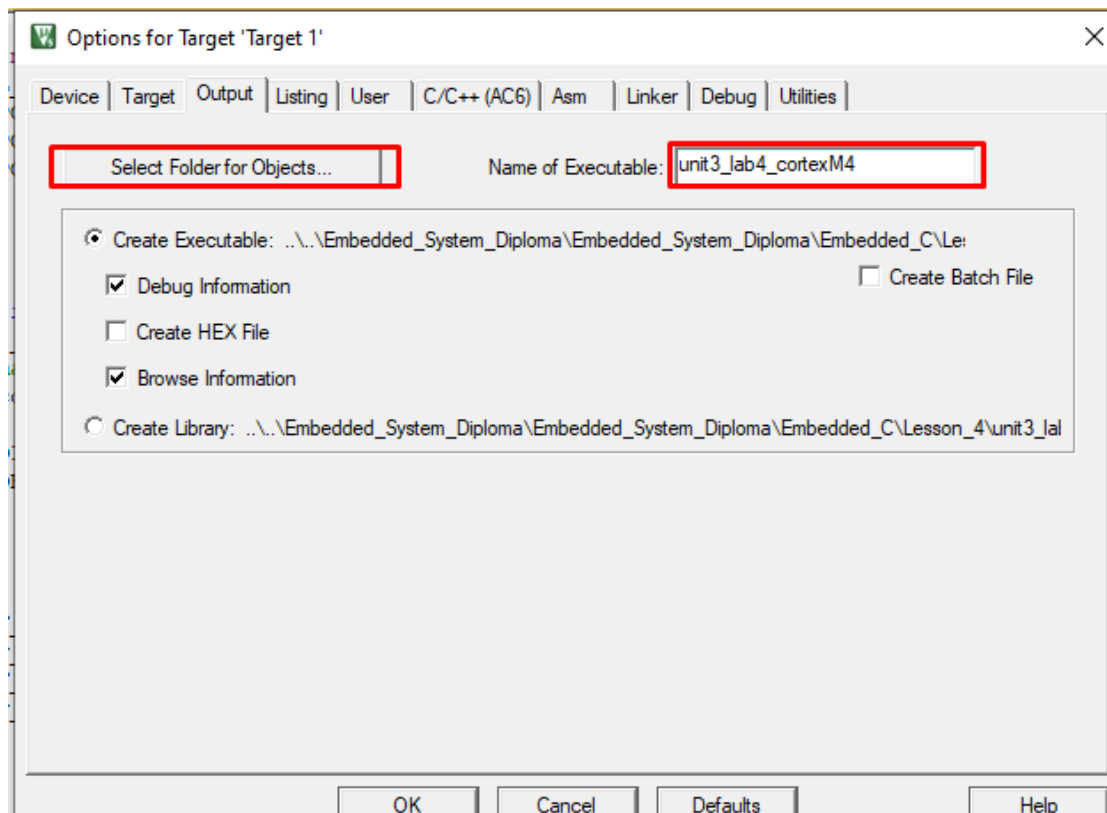 Options for Target 'Target 1'
Device Target Output Listing User C/C++ (AC6) Asm Linker Debug Utilities
Select Folder for Objects... Name of Executable: unit3_lab4_cortexM4
Create Executable: ..\..\Embedded_System_Diploma\Embedded_System_Diploma\Embedded_C\Le
Debug Information Create Batch File
Create HEX File
Browse Information
Create Library: ..\..\Embedded_System_Diploma\Embedded_System_Diploma\Embedded_C\Lesson_4\unit3_la
OK Cancel Defaults Help